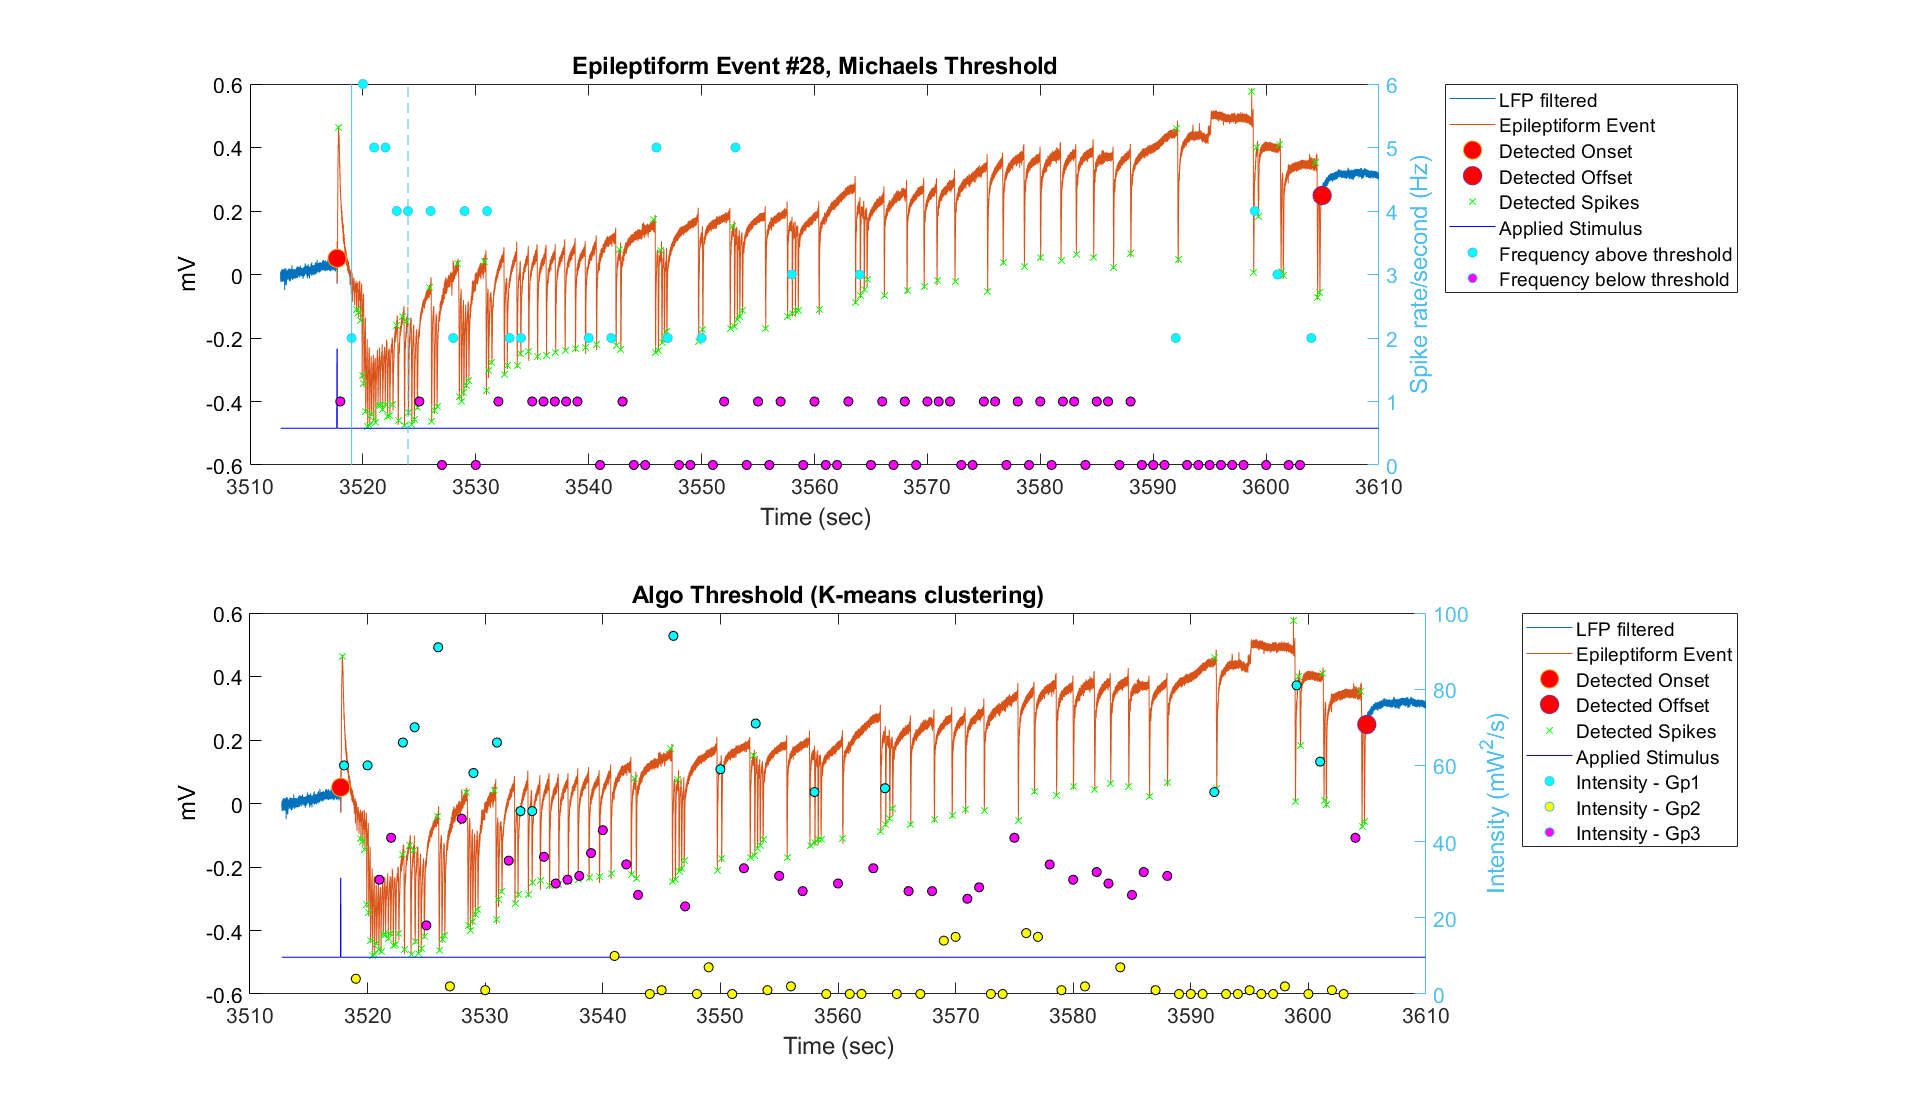 Epileptiform Event #28, Michaels Threshold
0.6
0.4
0.2
0
-0.2
-0.4
-0.6
mV
3510 3520 3530 3540 3550 3560 3570 3580 3590 3600 3610
Time (sec)
6
5
4
3
2
1
0
Spike rate/second (Hz)
LFP filtered
Epileptiform Event
Detected Onset
Detected Offset
Detected Spikes
Applied Stimulus
Frequency above threshold
Frequency below threshold
Algo Threshold (K-means clustering)
0.6
0.4
0.2
0
-0.2
-0.4
-0.6
mV
3510 3520 3530 3540 3550 3560 3570 3580 3590 3600 3610
Time (sec)
100
80
60
40
20
0
Intensity (mW²/s)
LFP filtered
Epileptiform Event
Detected Onset
Detected Offset
Detected Spikes
Applied Stimulus
Intensity - Gp1
Intensity - Gp2
Intensity - Gp3